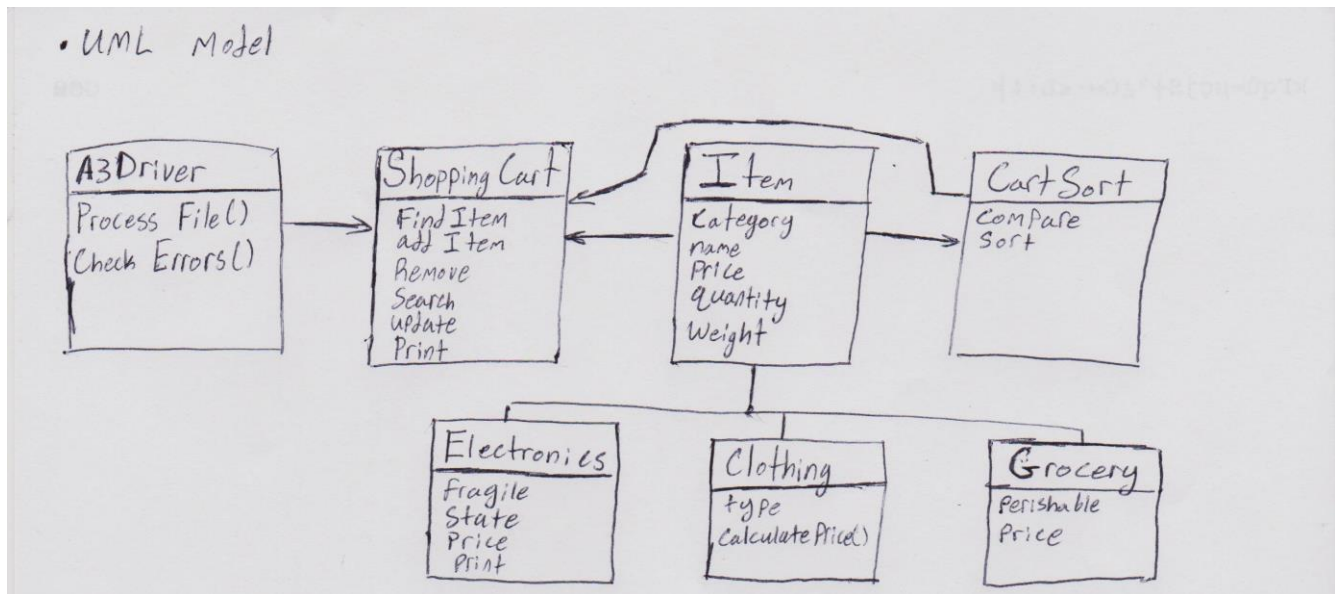 • UML Model
A3Driver
Process File()
Check Errors()
Shopping Cart
Find Item
add Item
Remove
Search
update
Print
Item
Category
name
Price
quantity
Weight
Cart Sort
Compare
Sort
Electronics
fragile
State
Price
Print
Clothing
type
Calculate Price()
Grocery
Perishable
Price